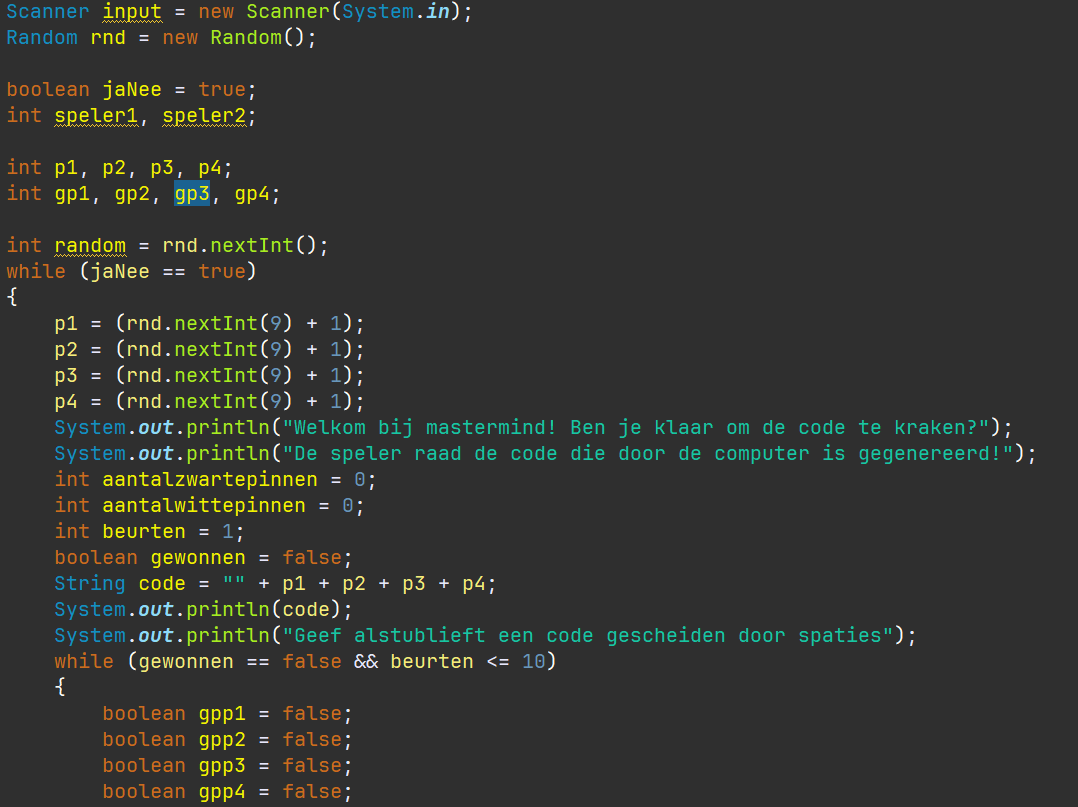 Scanner input = new Scanner(System.in);
Random rnd = new Random();
boolean jaNee = true;
int speler1, speler2;
int p1, p2, p3, p4;
int gp1, gp2, gp3, gp4;
int random = rnd.nextInt();
while (jaNee == true)
{
p1 = (rnd.nextInt(9) + 1);
p2 = (rnd.nextInt(9) + 1);
p3 = (rnd.nextInt(9) + 1);
p4 = (rnd.nextInt(9) + 1);
System.out.println("Welkom bij mastermind! Ben je klaar om de code te kraken?");
System.out.println("De speler raad de code die door de computer is gegenereerd!");
int aantalzwartepinnen = 0;
int aantalwittepinnen = 0;
int beurten = 1;
boolean gewonnen = false;
String code = "" + p1 + p2 + p3 + p4;
System.out.println(code);
System.out.println("Geef alstublieft een code gescheiden door spaties");
while (gewonnen == false && beurten <= 10)
{
boolean gpp1 = false;
boolean gpp2 = false;
boolean gpp3 = false;
boolean gpp4 = false;